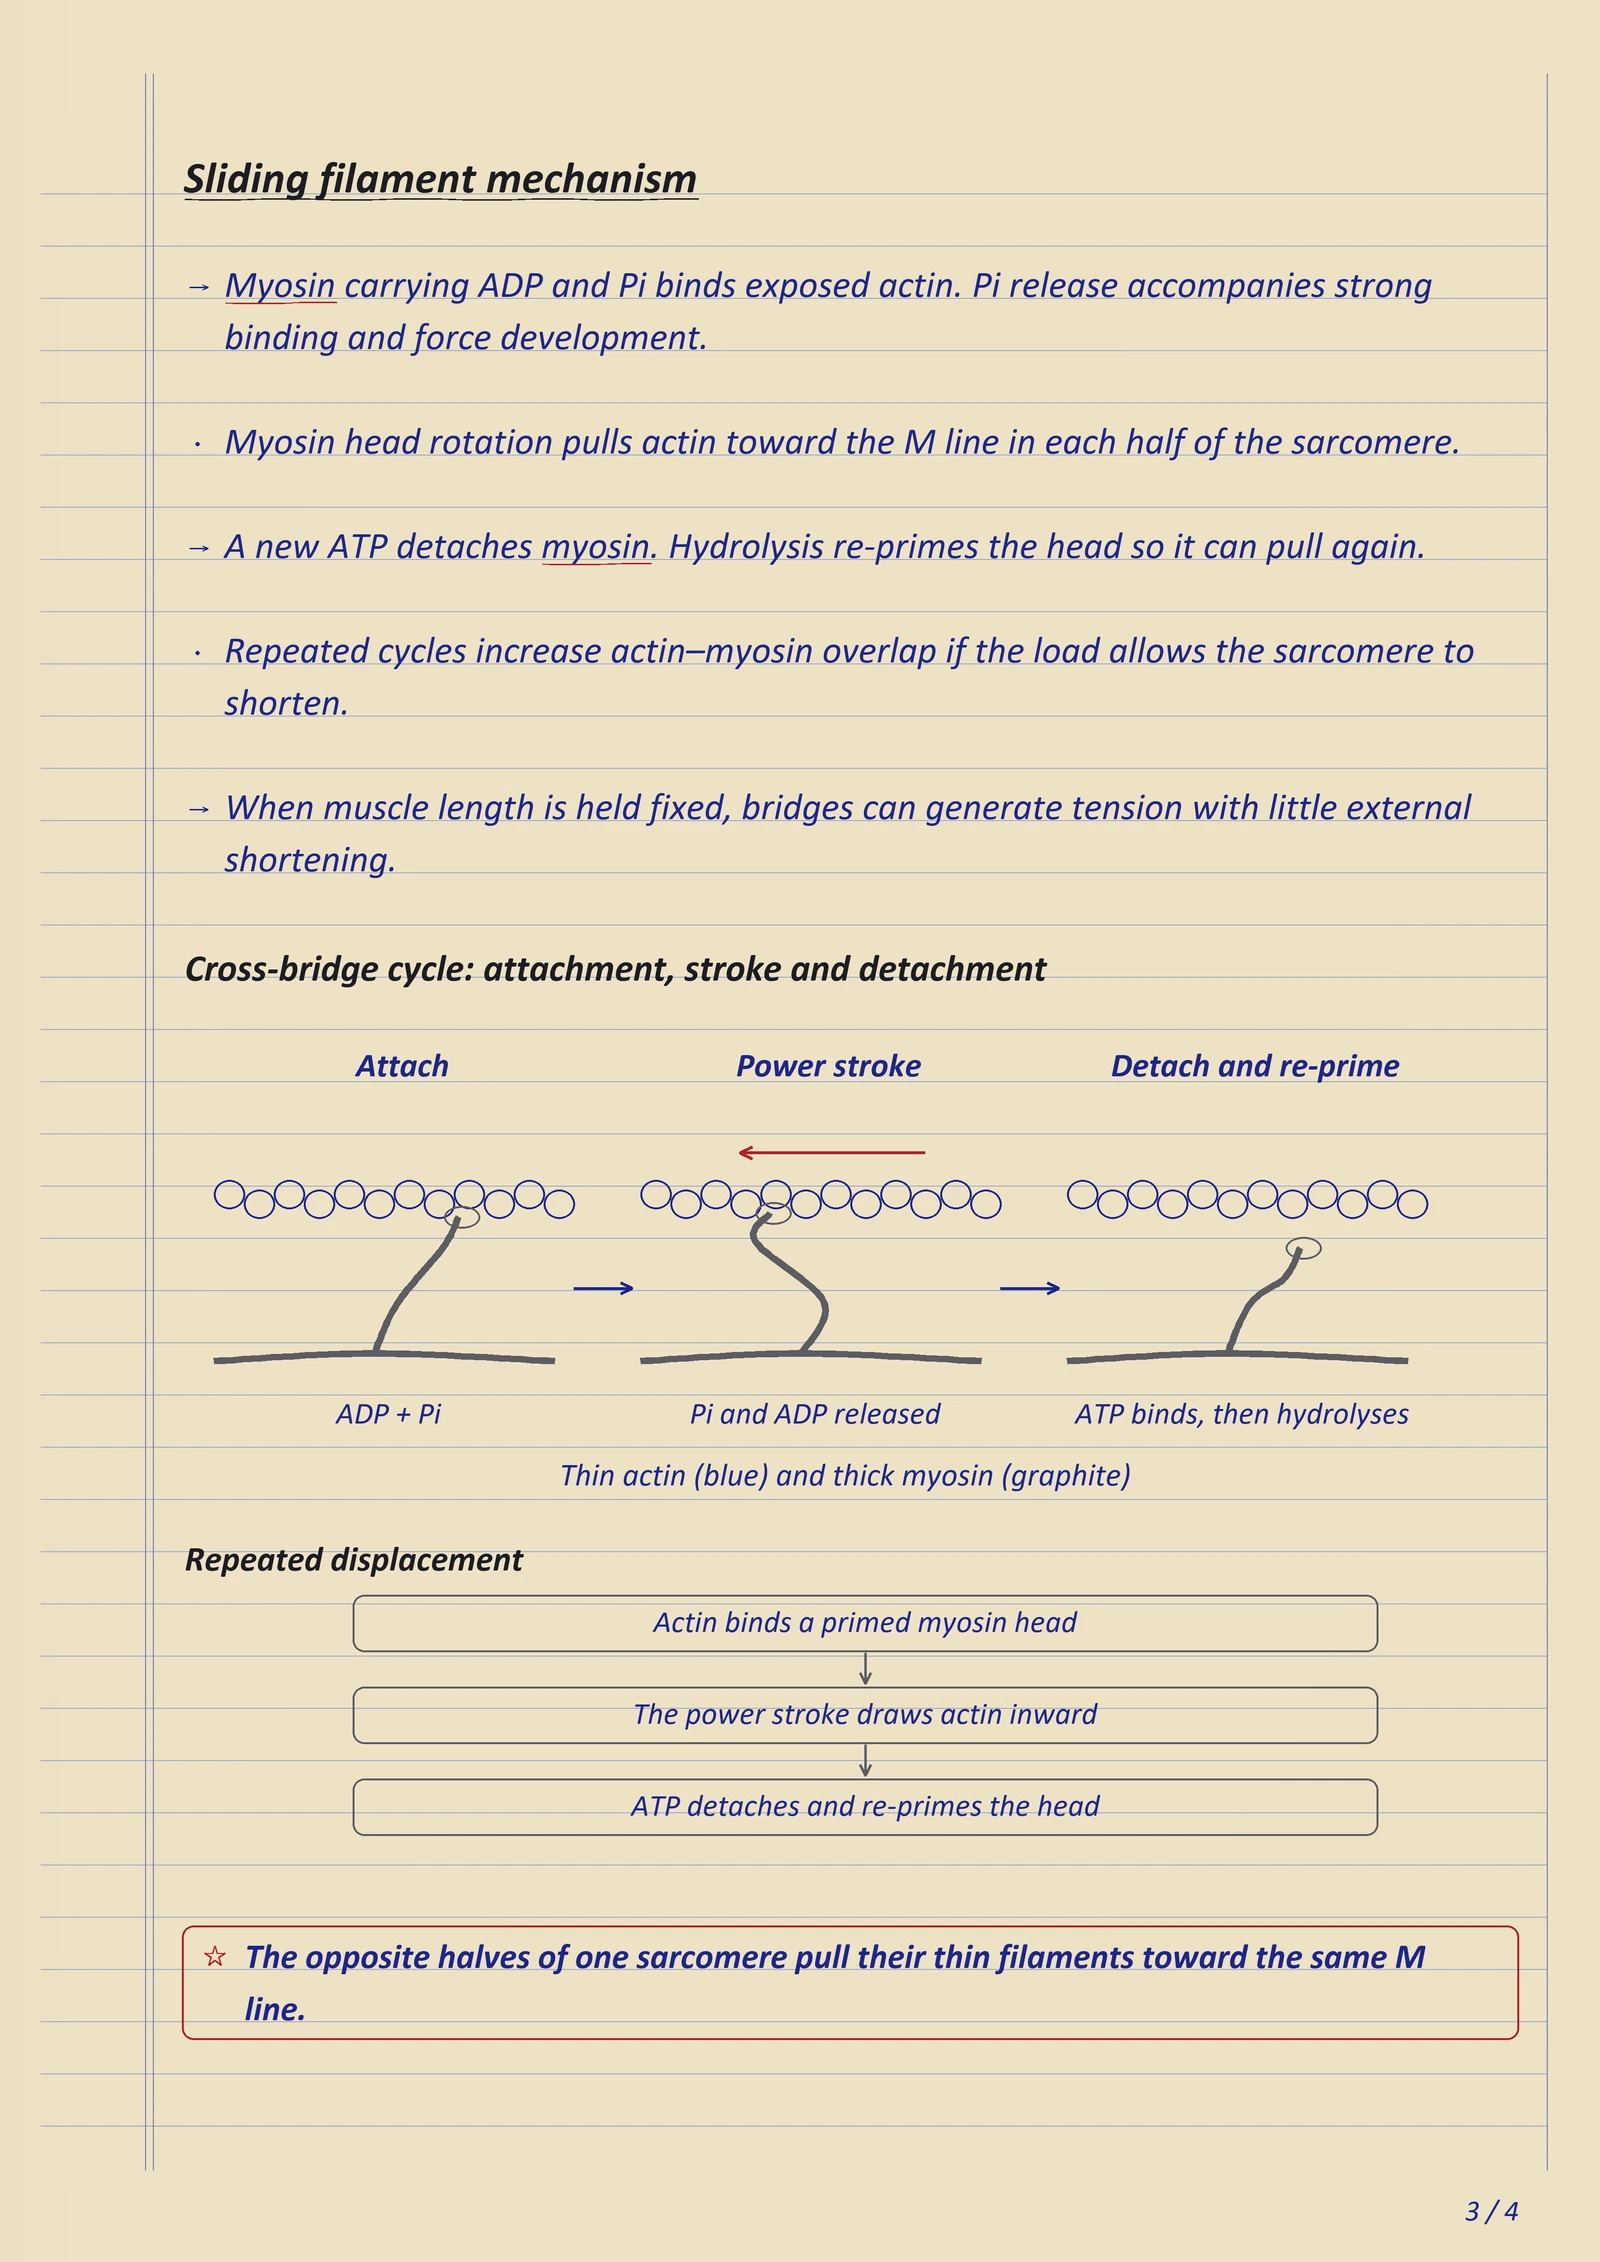 Sliding filament mechanism
→ Myosin carrying ADP and Pi binds exposed actin. Pi release accompanies strong
binding and force development.
· Myosin head rotation pulls actin toward the M line in each half of the sarcomere.
→ A new ATP detaches myosin. Hydrolysis re-primes the head so it can pull again.
· Repeated cycles increase actin–myosin overlap if the load allows the sarcomere to
shorten.
→ When muscle length is held fixed, bridges can generate tension with little external
shortening.
Cross-bridge cycle: attachment, stroke and detachment
Attach
Power stroke
Detach and re-prime
ADP + Pi
Pi and ADP released
ATP binds, then hydrolyses
Thin actin (blue) and thick myosin (graphite)
Repeated displacement
Actin binds a primed myosin head
The power stroke draws actin inward
ATP detaches and re-primes the head
☆ The opposite halves of one sarcomere pull their thin filaments toward the same M
line.
3 / 4